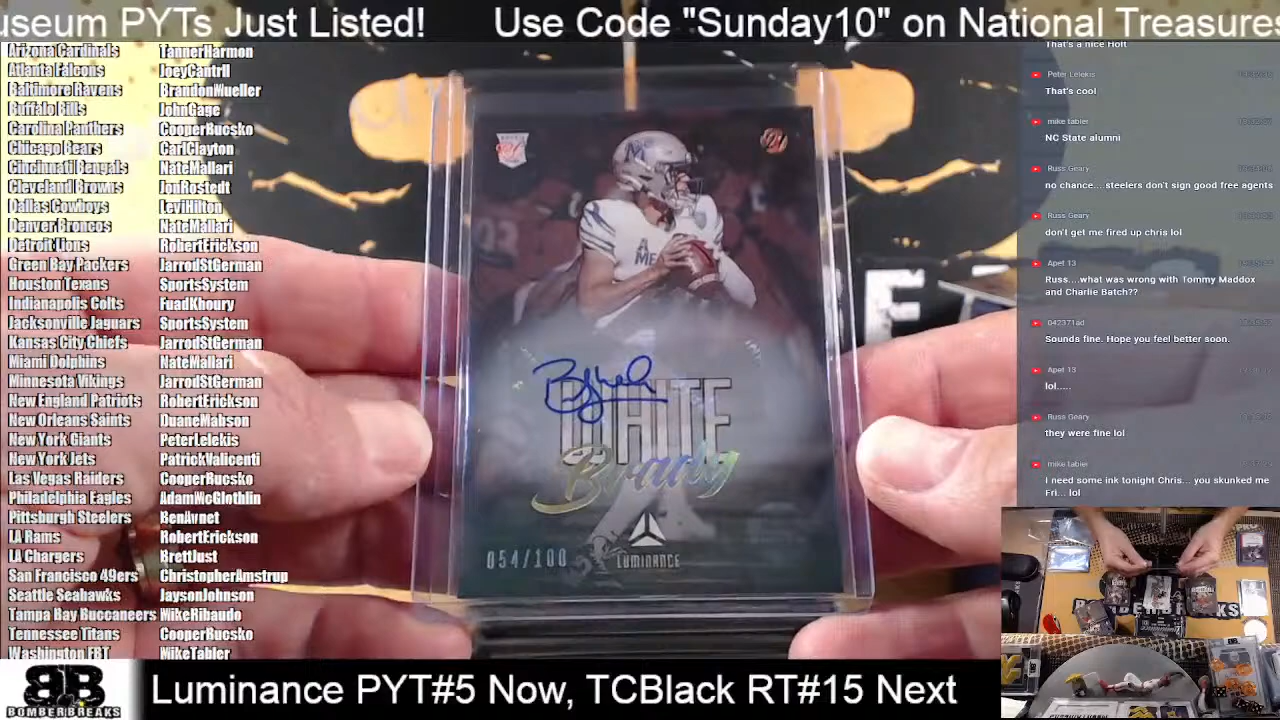 useum PYTs Just Listed!
Use Code "Sunday10" on National Treasures
Arizona Cardinals TannerHarmon
Atlanta Falcons JoeyCantrll
Baltimore Ravens BrandonMueller
Buffalo Bills JohnGage
Carolina Panthers CooperBucsko
Chicago Bears CarlClayton
Cincinnati Bengals NateMallari
Cleveland Browns JonRostedt
Dallas Cowboys LeviHilton
Denver Broncos NateMallari
Detroit Lions RobertErickson
Green Bay Packers JarrodStGerman
Houston Texans SportsSystem
Indianapolis Colts FuadKhoury
Jacksonville Jaguars SportsSystem
Kansas City Chiefs JarrodStGerman
Miami Dolphins NateMallari
Minnesota Vikings JarrodStGerman
New England Patriots RobertErickson
New Orleans Saints DuaneMabson
New York Giants PeterLelekis
New York Jets PatrickValicenti
Las Vegas Raiders CooperBucsko
Philadelphia Eagles AdamMcGlothlin
Pittsburgh Steelers BenAvnet
LA Rams RobertErickson
LA Chargers BrettJust
San Francisco 49ers ChristopherAmstrup
Seattle Seahawks JaysonJohnson
Tampa Bay Buccaneers MikeRibaudo
Tennessee Titans CooperBucsko
Washington FBT MikeTabler
WHITE
Brady
054/100
LUMINANCE
That's a nice Holt
Peter Lelekis
That's cool
mike tabler
NC State alumni
Russ Geary
no chance.... steelers don't sign good free agents
Russ Geary
don't get me fired up chris lol
Apet 13
Russ....what was wrong with Tommy Maddox
and Charlie Batch??
042371ad
Sounds fine. Hope you feel better soon.
Apet 13
lol.....
Russ Geary
they were fine lol
mike tabler
I need some ink tonight Chris... you skunked me
Fri... lol
BOMBERBREAKS
Luminance PYT#5 Now, TCBlack RT#15 Next